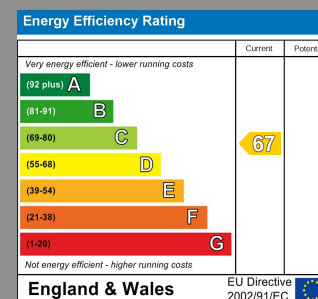 Energy Efficiency Rating
Current Potent
Very energy efficient - lower running costs
(92 plus) A
(81-91) B
(69-80) C
67
(55-68) D
(39-54) E
(21-38) F
(1-20) G
Not energy efficient - higher running costs
England & Wales
EU Directive
2002/91/EC